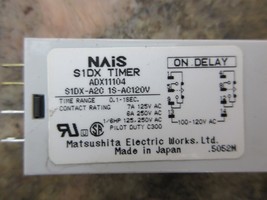 NAiS
S1DX TIMER
ADX11104
S1DX-A2C 1S-AC120V
ON DELAY
TIME RANGE 0.1-1SEC.
CONTACT RATING 7A 125V AC
6A 250V AC
1/6HP 125,250V AC
PILOT DUTY C300
100-120V AC
Matsushita Electric Works.Ltd.
Made in Japan
5052N